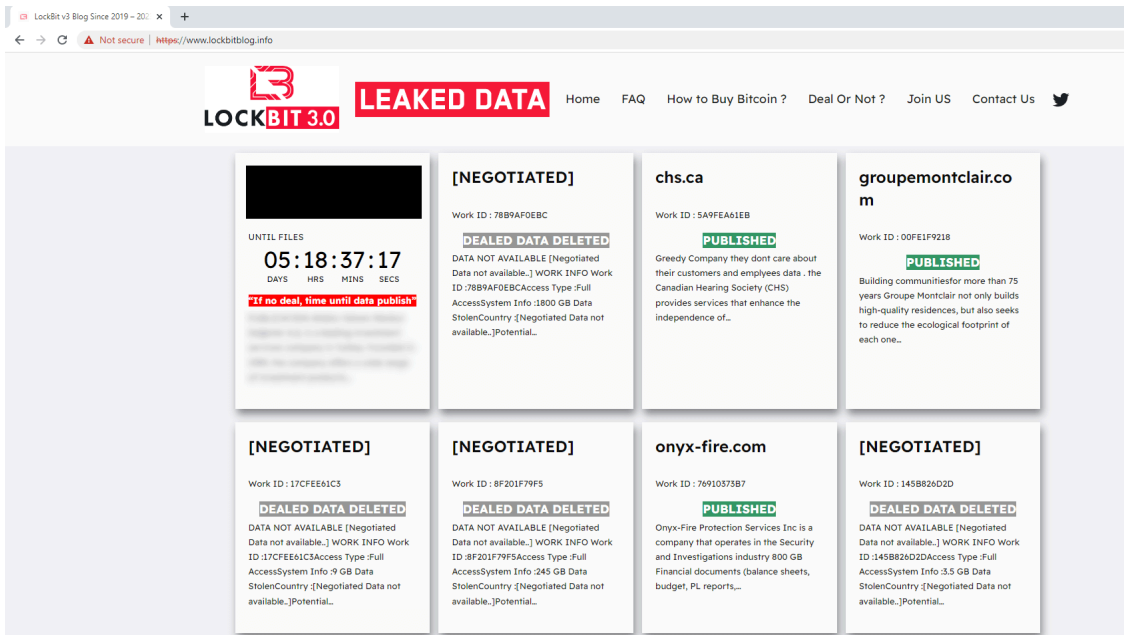 LockBit v3 Blog Since 2019 – 202
Not secure | https://www.lockbitblog.info
LOCKBIT 3.0
LEAKED DATA
Home FAQ How to Buy Bitcoin ? Deal Or Not ? Join US Contact Us
UNTIL FILES
05:18:37:17
DAYS HRS MINS SECS
"If no deal, time until data publish"
[NEGOTIATED]
Work ID : 78B9AF0EBC
DEALED DATA DELETED
DATA NOT AVAILABLE [Negotiated
Data not available..] WORK INFO Work
ID :78B9AF0EBCAccess Type :Full
AccessSystem Info :1800 GB Data
StolenCountry :[Negotiated Data not
available..]Potential...
chs.ca
Work ID : 5A9FEA61EB
PUBLISHED
Greedy Company they dont care about
their customers and emplyees data . the
Canadian Hearing Society (CHS)
provides services that enhance the
independence of...
groupemontclair.co
m
Work ID : 00FE1F9218
PUBLISHED
Building communitiesfor more than 75
years Groupe Montclair not only builds
high-quality residences, but also seeks
to reduce the ecological footprint of
each one...
[NEGOTIATED]
Work ID : 17CFEE61C3
DEALED DATA DELETED
DATA NOT AVAILABLE [Negotiated
Data not available..] WORK INFO Work
ID :17CFEE61C3Access Type :Full
AccessSystem Info :9 GB Data
StolenCountry :[Negotiated Data not
available..]Potential...
[NEGOTIATED]
Work ID : 8F201F79F5
DEALED DATA DELETED
DATA NOT AVAILABLE [Negotiated
Data not available..] WORK INFO Work
ID :8F201F79F5Access Type :Full
AccessSystem Info :245 GB Data
StolenCountry :[Negotiated Data not
available..]Potential...
onyx-fire.com
Work ID : 76910373B7
PUBLISHED
Onyx-Fire Protection Services Inc is a
company that operates in the Security
and Investigations industry 800 GB
Financial documents (balance sheets,
budget, PL reports,...
[NEGOTIATED]
Work ID : 145B826D2D
DEALED DATA DELETED
DATA NOT AVAILABLE [Negotiated
Data not available..] WORK INFO Work
ID :145B826D2DAccess Type :Full
AccessSystem Info :3.5 GB Data
StolenCountry :[Negotiated Data not
available..]Potential...